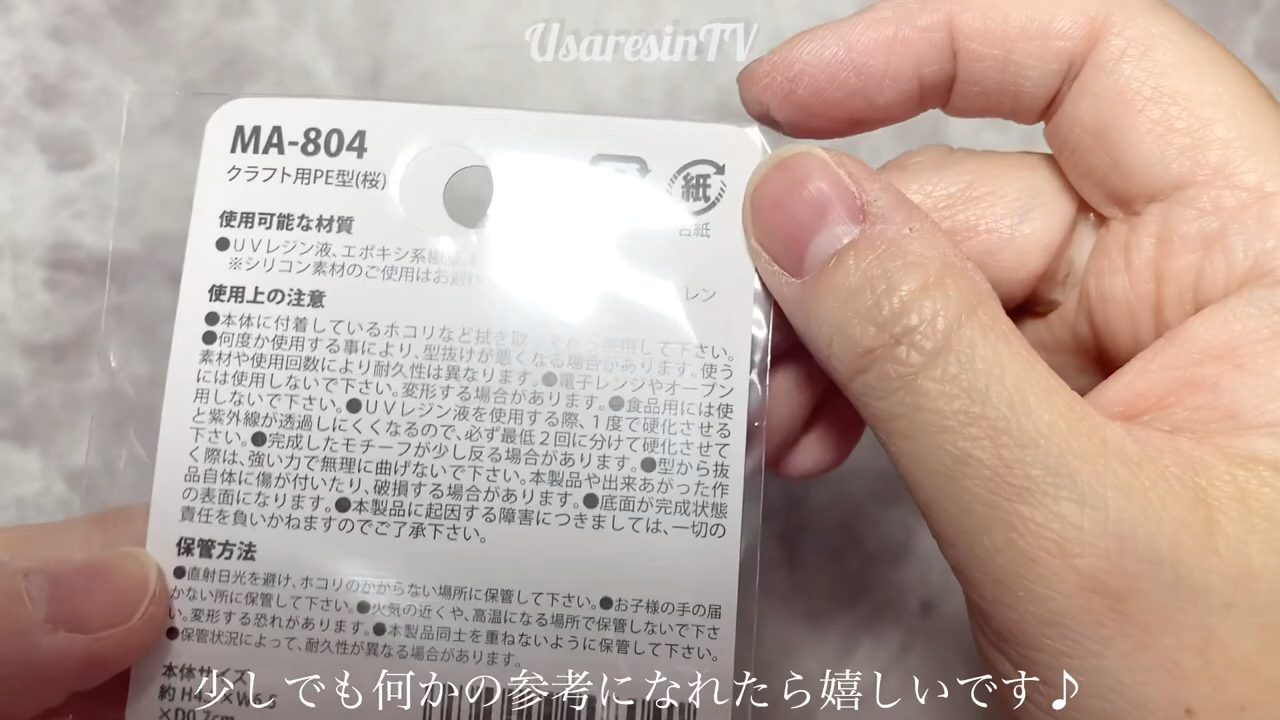 UsaresinTV
MA-804
クラフト用PE型(桜)
紙
台紙
使用可能な材質
●UVレジン液、エポキシ系樹
※シリコン素材のご使用はお避け
レン
使用上の注意
●本体に付着しているホコリなど拭き取 使用して下さい。
●何度か使用する事により、型抜けが悪くなる場合があります。使う
素材や使用回数により耐久性は異なります。●電子レンジやオーブン
には使用しないで下さい。変形する場合があります。●食品用には使
用しないで下さい。●UVレジン液を使用する際、1度で硬化させる
と紫外線が透過しにくくなるので、必ず最低2回に分けて硬化させて
下さい。●完成したモチーフが少し反る場合があります。●型から抜
く際は、強い力で無理に曲げないで下さい。本製品や出来あがった作
品自体に傷が付いたり、破損する場合があります。●底面が完成状態
の表面になります。●本製品に起因する障害につきましては、一切の
責任を負いかねますのでご了承下さい。
保管方法
●直射日光を避け、ホコリのかからない場所に保管して下さい。●お子様の手の届
かない所に保管して下さい。●火気の近くや、高温になる場所で保管しないで下さ
い。変形する恐れがあります。●本製品同士を重ねないように保管して下さい。
●保管状況によって、耐久性が異なる場合があります。
本体サイズ
約
×D0.7cm
少しでも何かの参考になれたら嬉しいです♪